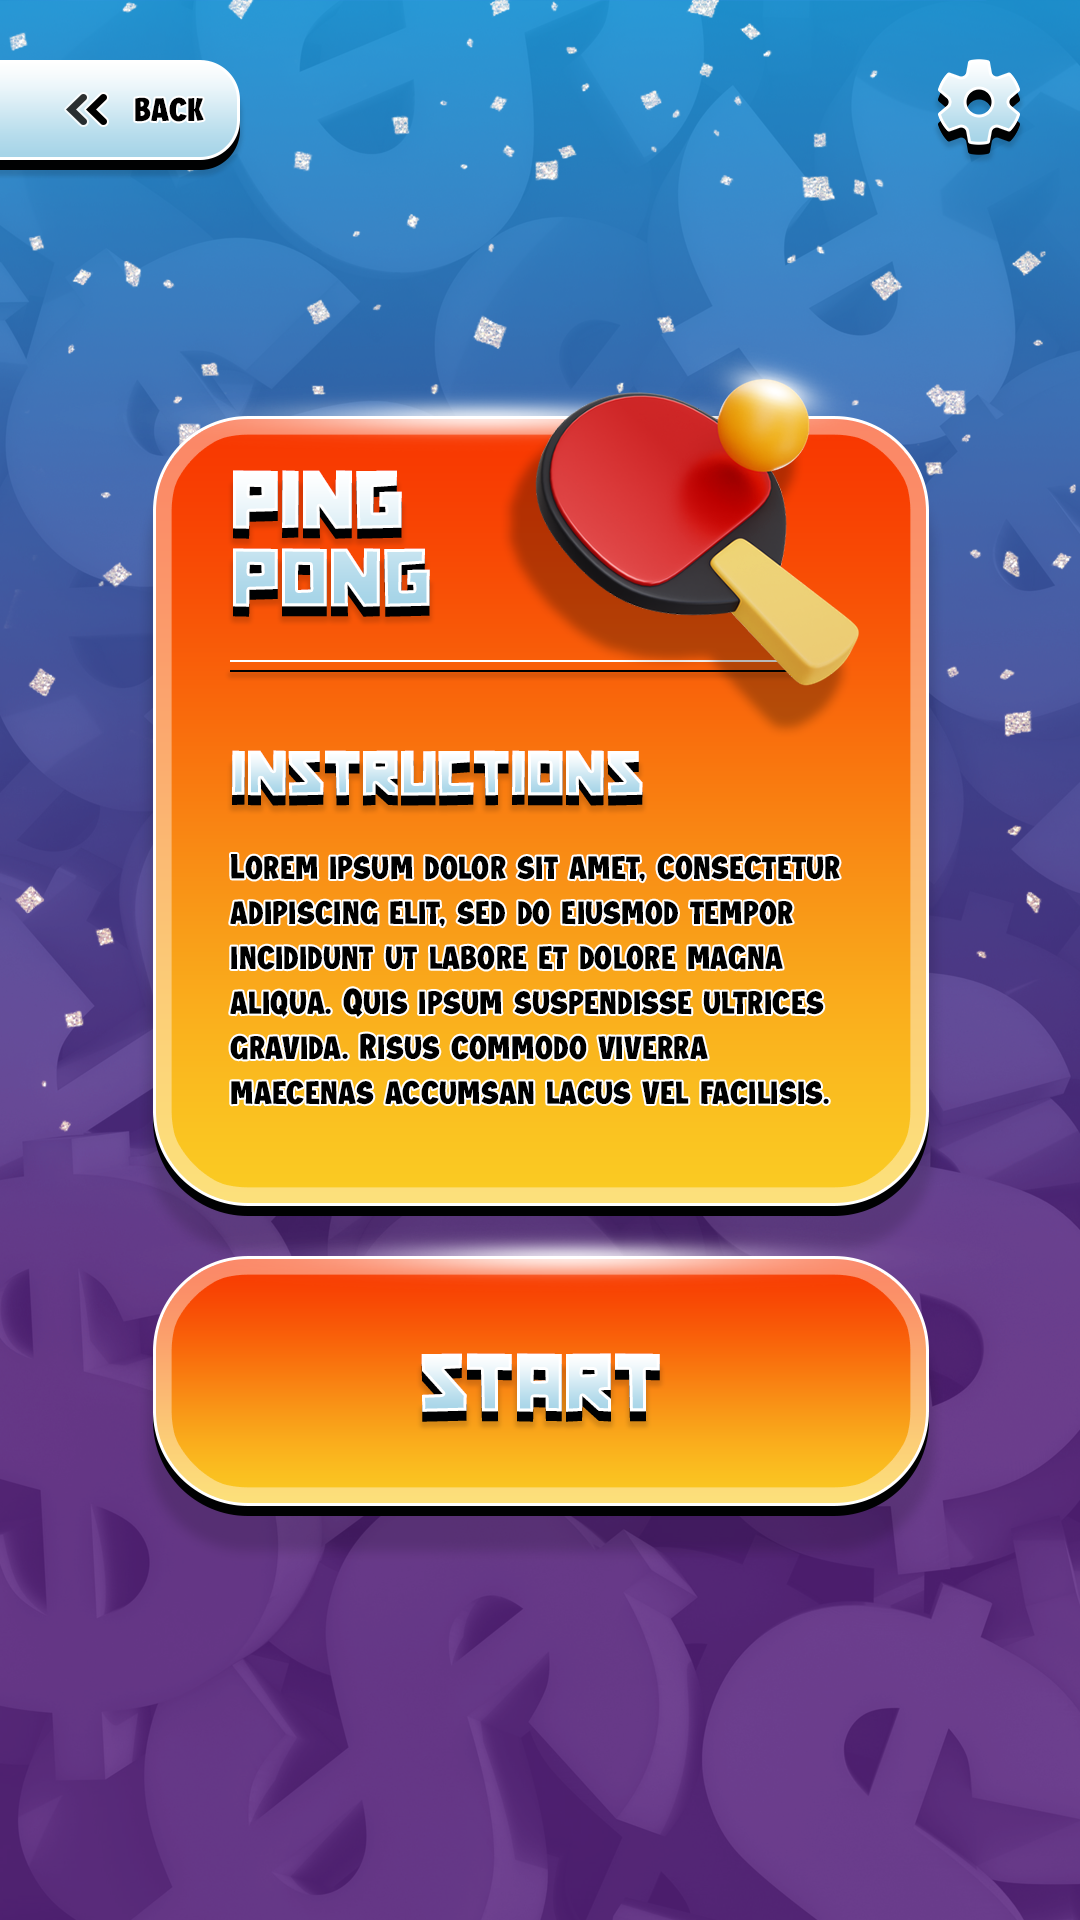 BACK
PING
PONG
INSTRUCTIONS
LOREM IPSUM DOLOR SIT AMET, CONSECTETUR
ADIPISCING ELIT, SED DO EIUSMOD TEMPOR
INCIDIDUNT UT LABORE ET DOLORE MAGNA
ALIQUA. QUIS IPSUM SUSPENDISSE ULTRICES
GRAVIDA. RISUS COMMODO VIVERRA
MAECENAS ACCUMSAN LACUS VEL FACILISIS.
START